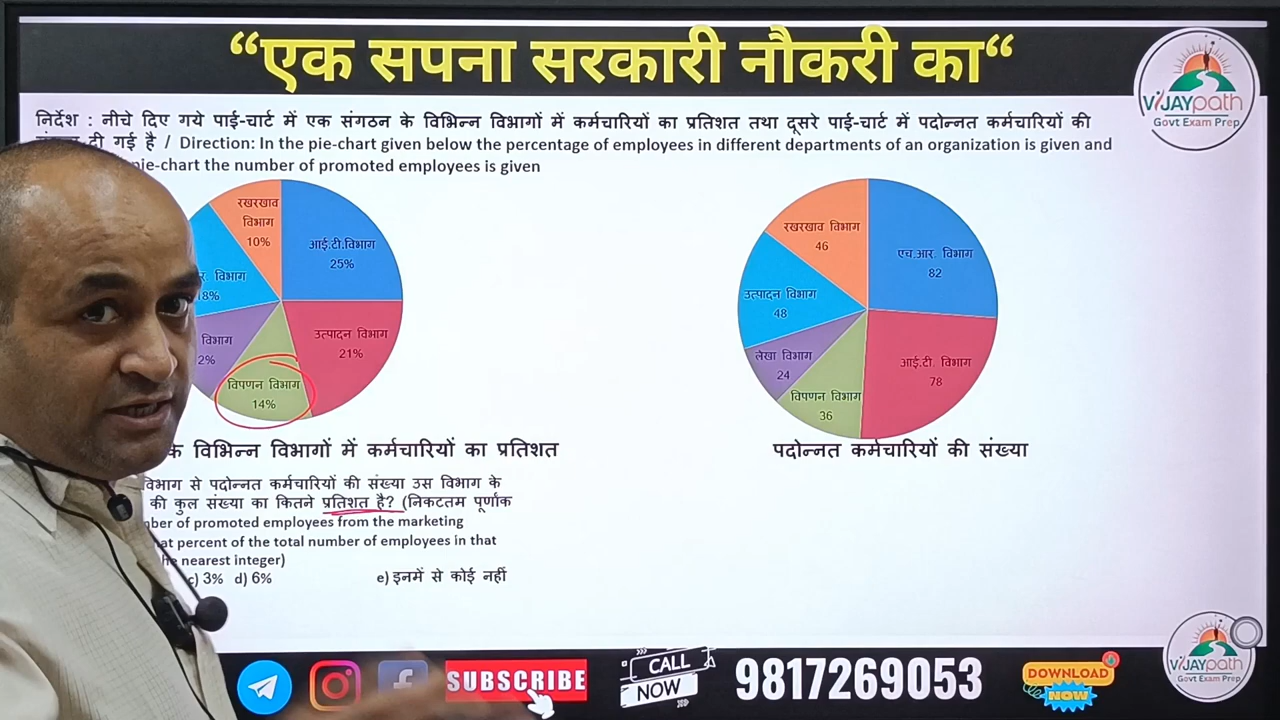 “एक सपना सरकारी नौकरी का“
ViJAYpath
Govt Exam Prep
निर्देश : नीचे दिए गये पाई-चार्ट में एक संगठन के विभिन्न विभागों में कर्मचारियों का प्रतिशत तथा दूसरे पाई-चार्ट में पदोन्नत कर्मचारियों की
दी गई है / Direction: In the pie-chart given below the percentage of employees in different departments of an organization is given and
pie-chart the number of promoted employees is given
रखरखाव
विभाग
10%
आई.टी.विभाग
25%
विभाग
18%
उत्पादन विभाग
21%
विभाग
2%
विपणन विभाग
14%
रखरखाव विभाग
46
एच.आर. विभाग
82
उत्पादन विभाग
48
लेखा विभाग
24
आई.टी. विभाग
78
विपणन विभाग
36
के विभिन्न विभागों में कर्मचारियों का प्रतिशत
पदोन्नत कर्मचारियों की संख्या
विभाग से पदोन्नत कर्मचारियों की संख्या उस विभाग के
की कुल संख्या का कितने प्रतिशत है? (निकटतम पूर्णांक
of promoted employees from the marketing
percent of the total number of employees in that
nearest integer)
c) 3% d) 6% e) इनमें से कोई नहीं
SUBSCRIBE
CALL
NOW
9817269053
DOWNLOAD
NOW
ViJAYpath
Govt Exam Prep